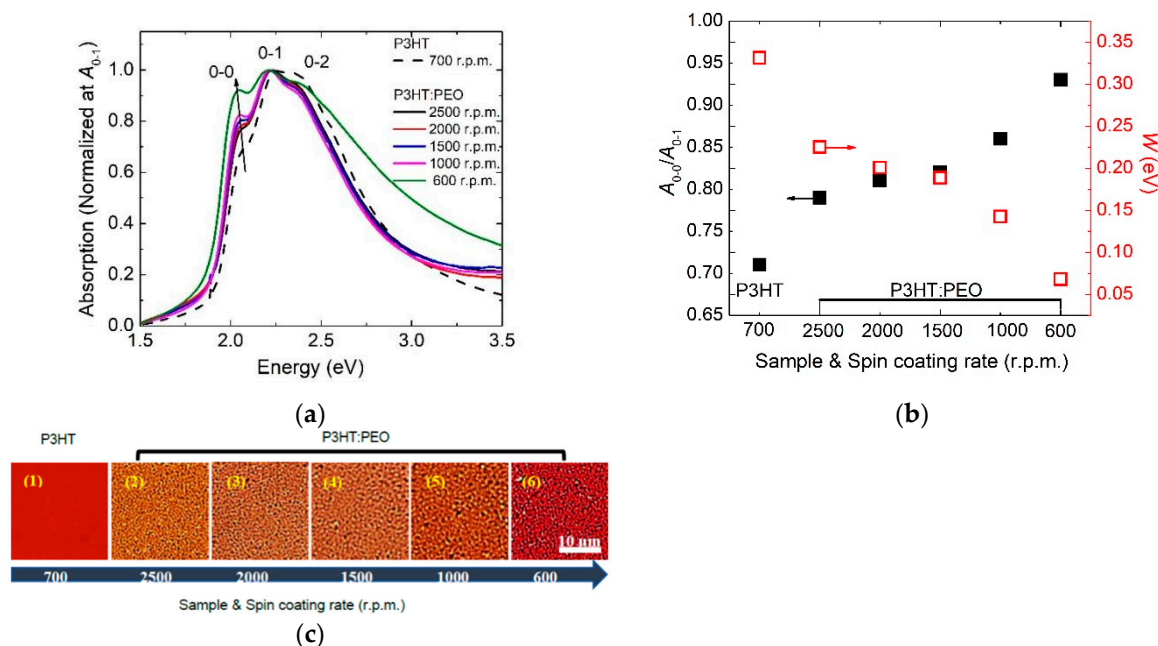 Absorption (Normalized at A0-1)
1.0
0.8
0.6
0.4
0.2
0.0
0-0
0-1
0-2
P3HT
700 r.p.m.
P3HT:PEO
2500 r.p.m.
2000 r.p.m.
1500 r.p.m.
1000 r.p.m.
600 r.p.m.
1.5 2.0 2.5 3.0 3.5
Energy (eV)
(a)
A0-0/A0-1
1.00
0.95
0.90
0.85
0.80
0.75
0.70
0.65
0.35
0.30
0.25
0.20
0.15
0.10
0.05
W (eV)
P3HT P3HT:PEO
700 2500 2000 1500 1000 600
Sample & Spin coating rate (r.p.m.)
(b)
P3HT P3HT:PEO
(1) (2) (3) (4) (5) (6)
10 nm
700 2500 2000 1500 1000 600
Sample & Spin coating rate (r.p.m.)
(c)